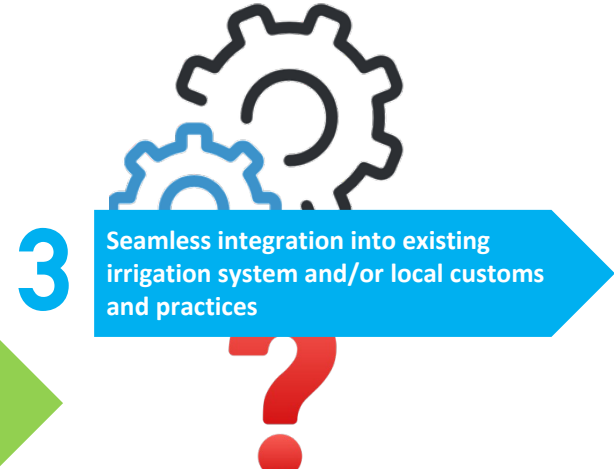 3
Seamless integration into existing
irrigation system and/or local customs
and practices
?